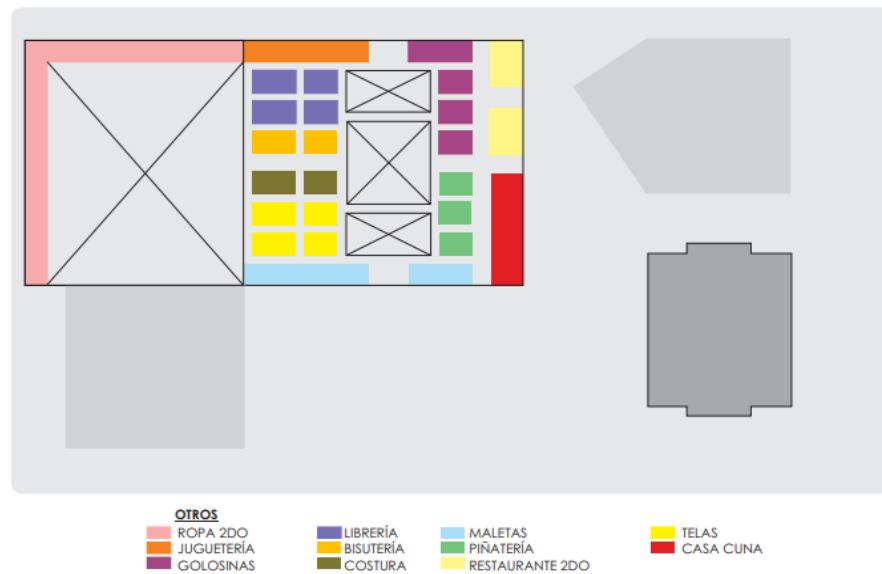 OTROS
ROPA 2DO
JUGUETERÍA
GOLOSINAS
LIBRERÍA
BISUTERÍA
COSTURA
MALETAS
PIÑATERÍA
RESTAURANTE 2DO
TELAS
CASA CUNA